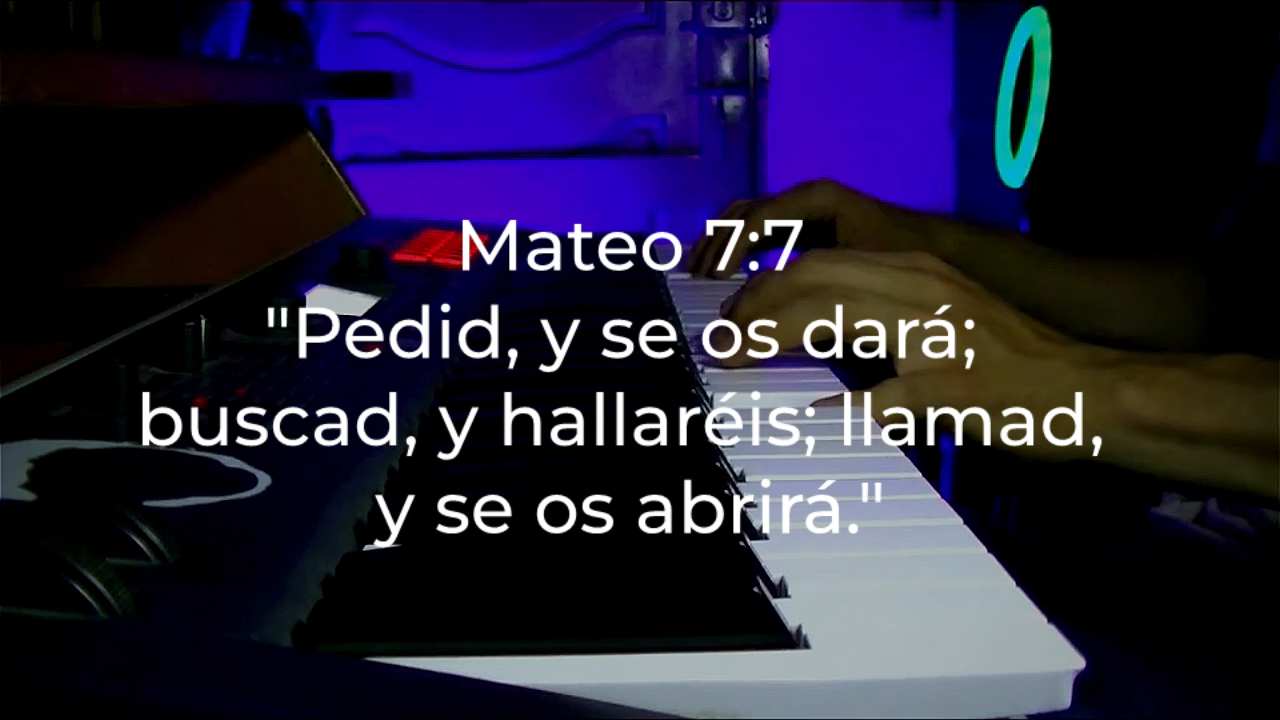 Mateo 7:7
"Pedid, y se os dará;
buscad, y hallaréis; llamad,
y se os abrirá."